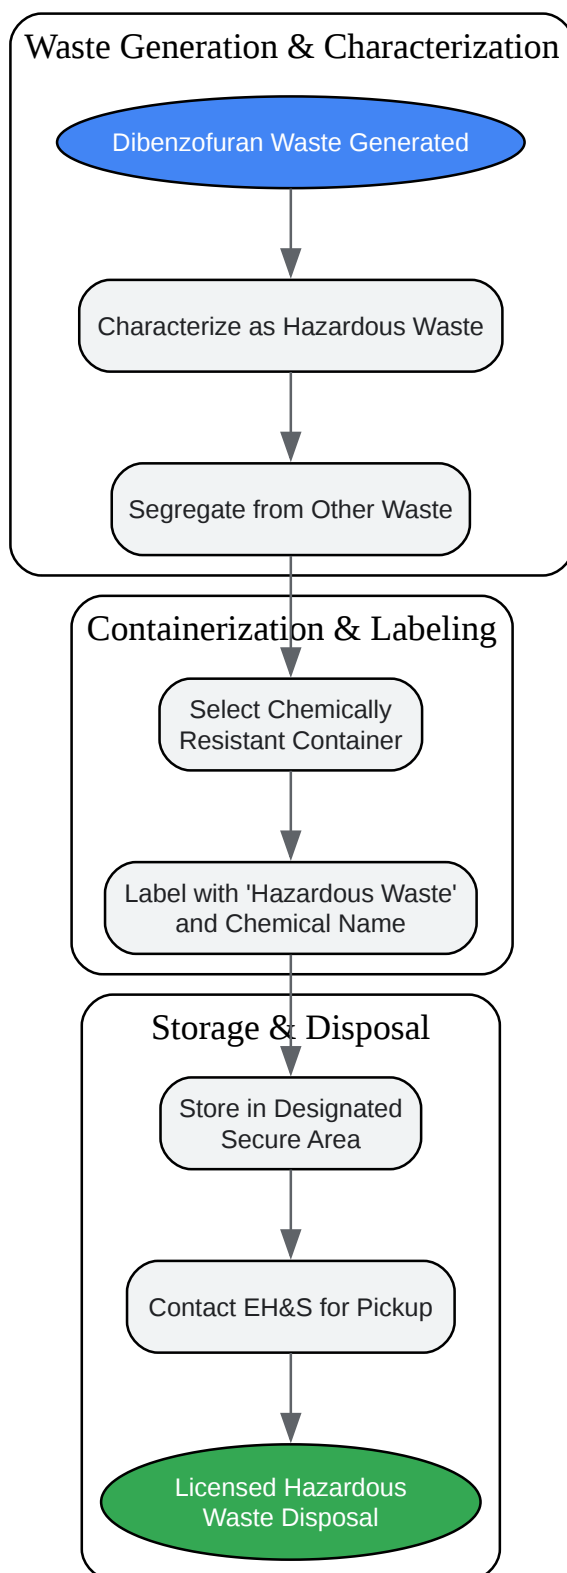 Waste Generation & Characterization
Dibenzofuran Waste Generated
Characterize as Hazardous Waste
Segregate from Other Waste
Containerization & Labeling
Select Chemically
Resistant Container
Label with 'Hazardous Waste'
and Chemical Name
Storage & Disposal
Store in Designated
Secure Area
Contact EH&S for Pickup
Licensed Hazardous
Waste Disposal